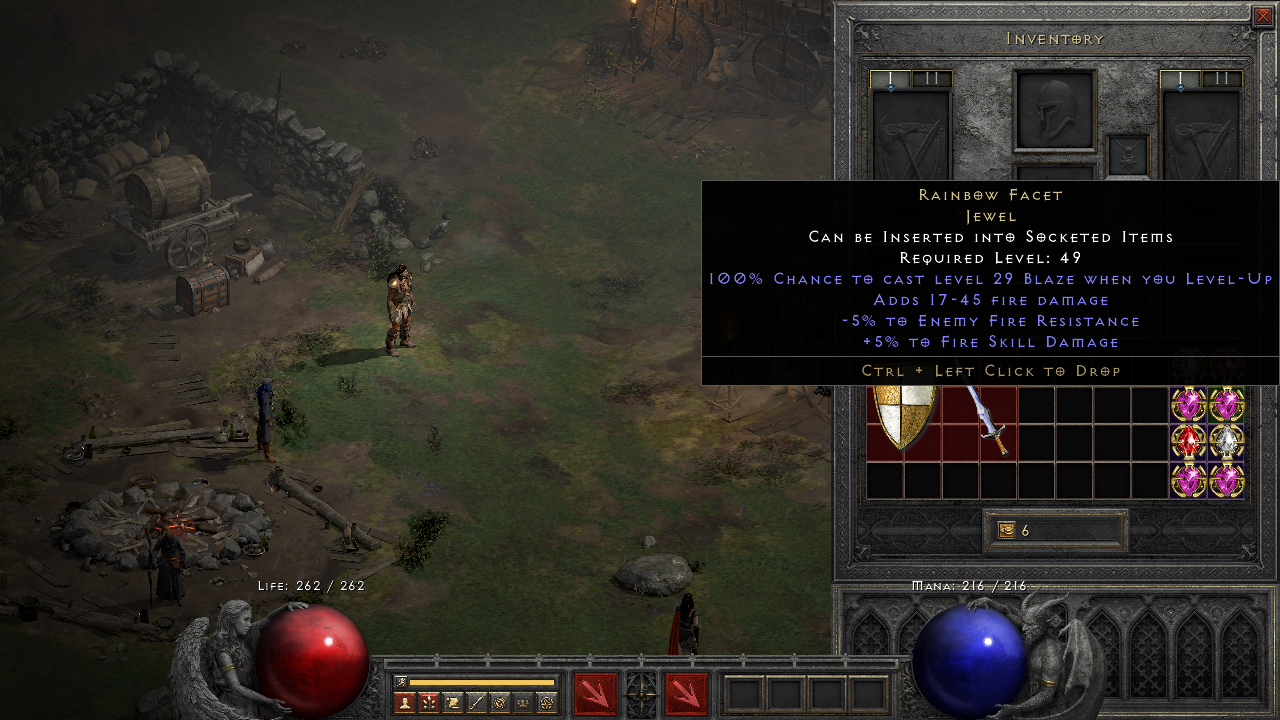 Inventory
I II
I II
Rainbow Facet
Jewel
Can be Inserted into Socketed Items
Required Level: 49
100% Chance to cast level 29 Blaze when you Level-Up
Adds 17-45 fire damage
-5% to Enemy Fire Resistance
+5% to Fire Skill Damage
Ctrl + Left Click to Drop
6
Life: 262 / 262
Mana: 216 / 216